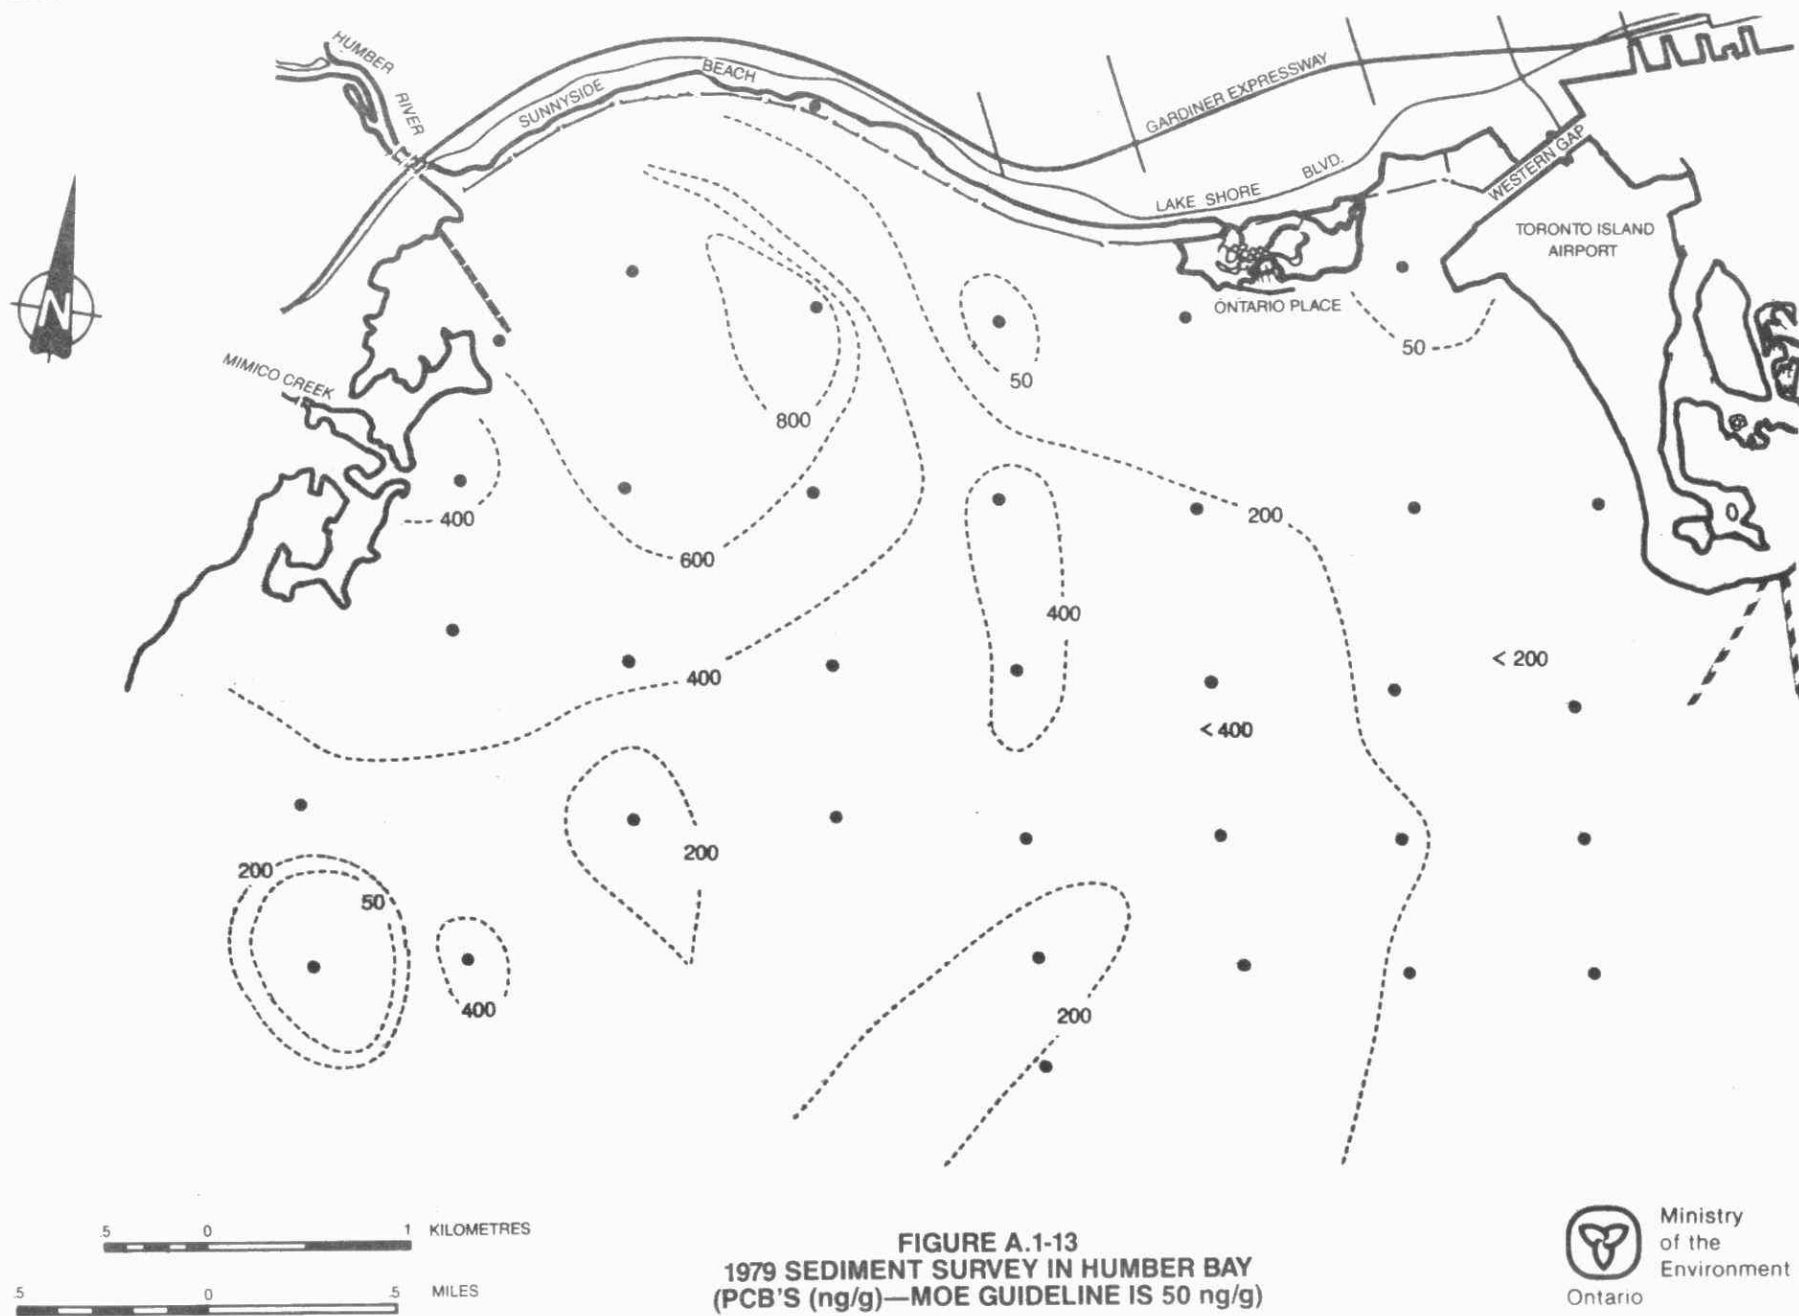 HUMBER
RIVER
SUNNYSIDE
BEACH
GARDINER EXPRESSWAY
LAKE SHORE
BLVD.
WESTERN GAP
TORONTO ISLAND
AIRPORT
ONTARIO PLACE
N
MIMICO CREEK
50
50
800
400
600
200
400
< 200
400
< 400
200
200
50
400
200
.5 0 1 KILOMETRES
.5 0 .5 MILES
FIGURE A.1-13
1979 SEDIMENT SURVEY IN HUMBER BAY
(PCB'S (ng/g)—MOE GUIDELINE IS 50 ng/g)
Ministry
of the
Environment
Ontario